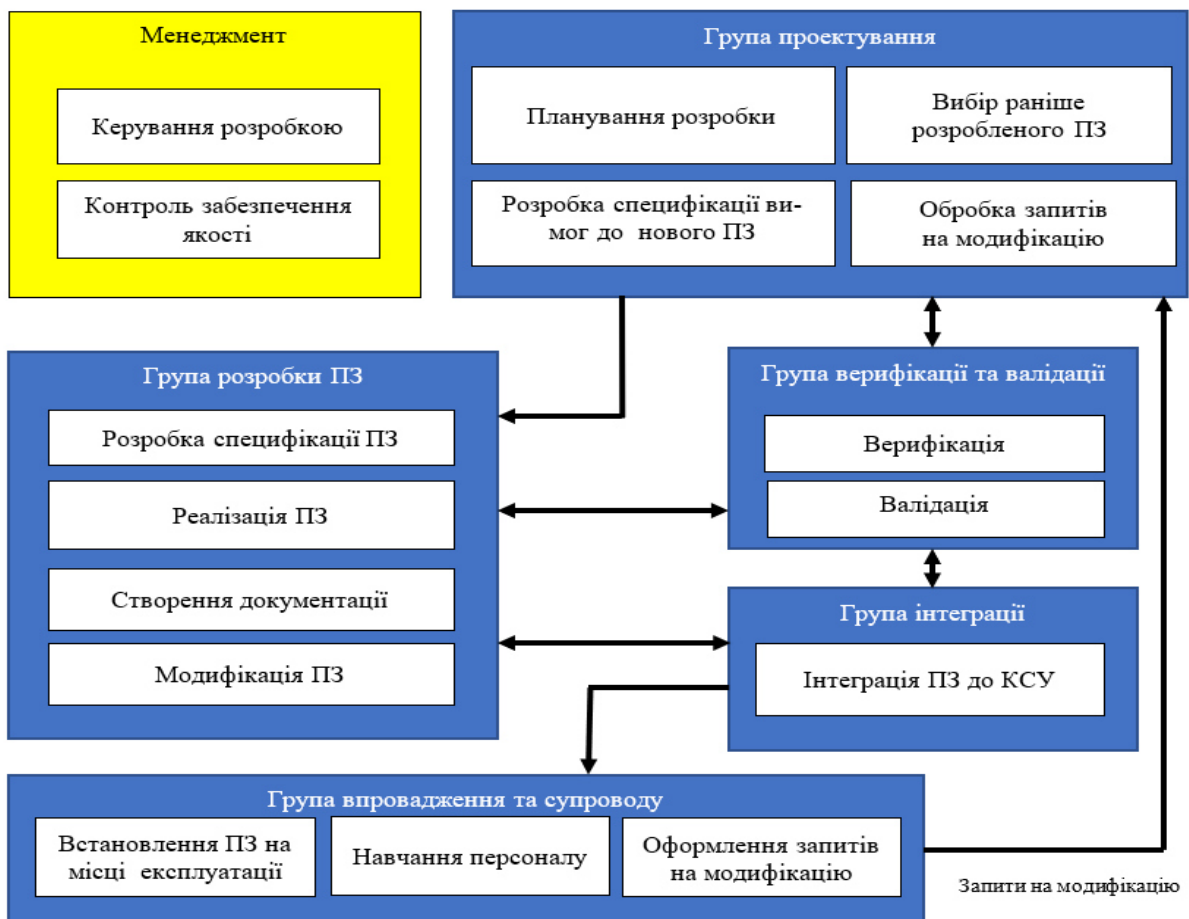 Менеджмент
Керування розробкою
Контроль забезпечення
якості
Група проектування
Планування розробки
Вибір раніше
розробленого ПЗ
Розробка специфікації ви-
мог до нового ПЗ
Обробка запитів
на модифікацію
Група розробки ПЗ
Розробка специфікації ПЗ
Реалізація ПЗ
Створення документації
Модифікація ПЗ
Група верифікації та валідації
Верифікація
Валідація
Група інтеграції
Інтеграція ПЗ до КСУ
Група впровадження та супроводу
Встановлення ПЗ на
місці експлуатації
Навчання персоналу
Оформлення запитів
на модифікацію
Запити на модифікацію